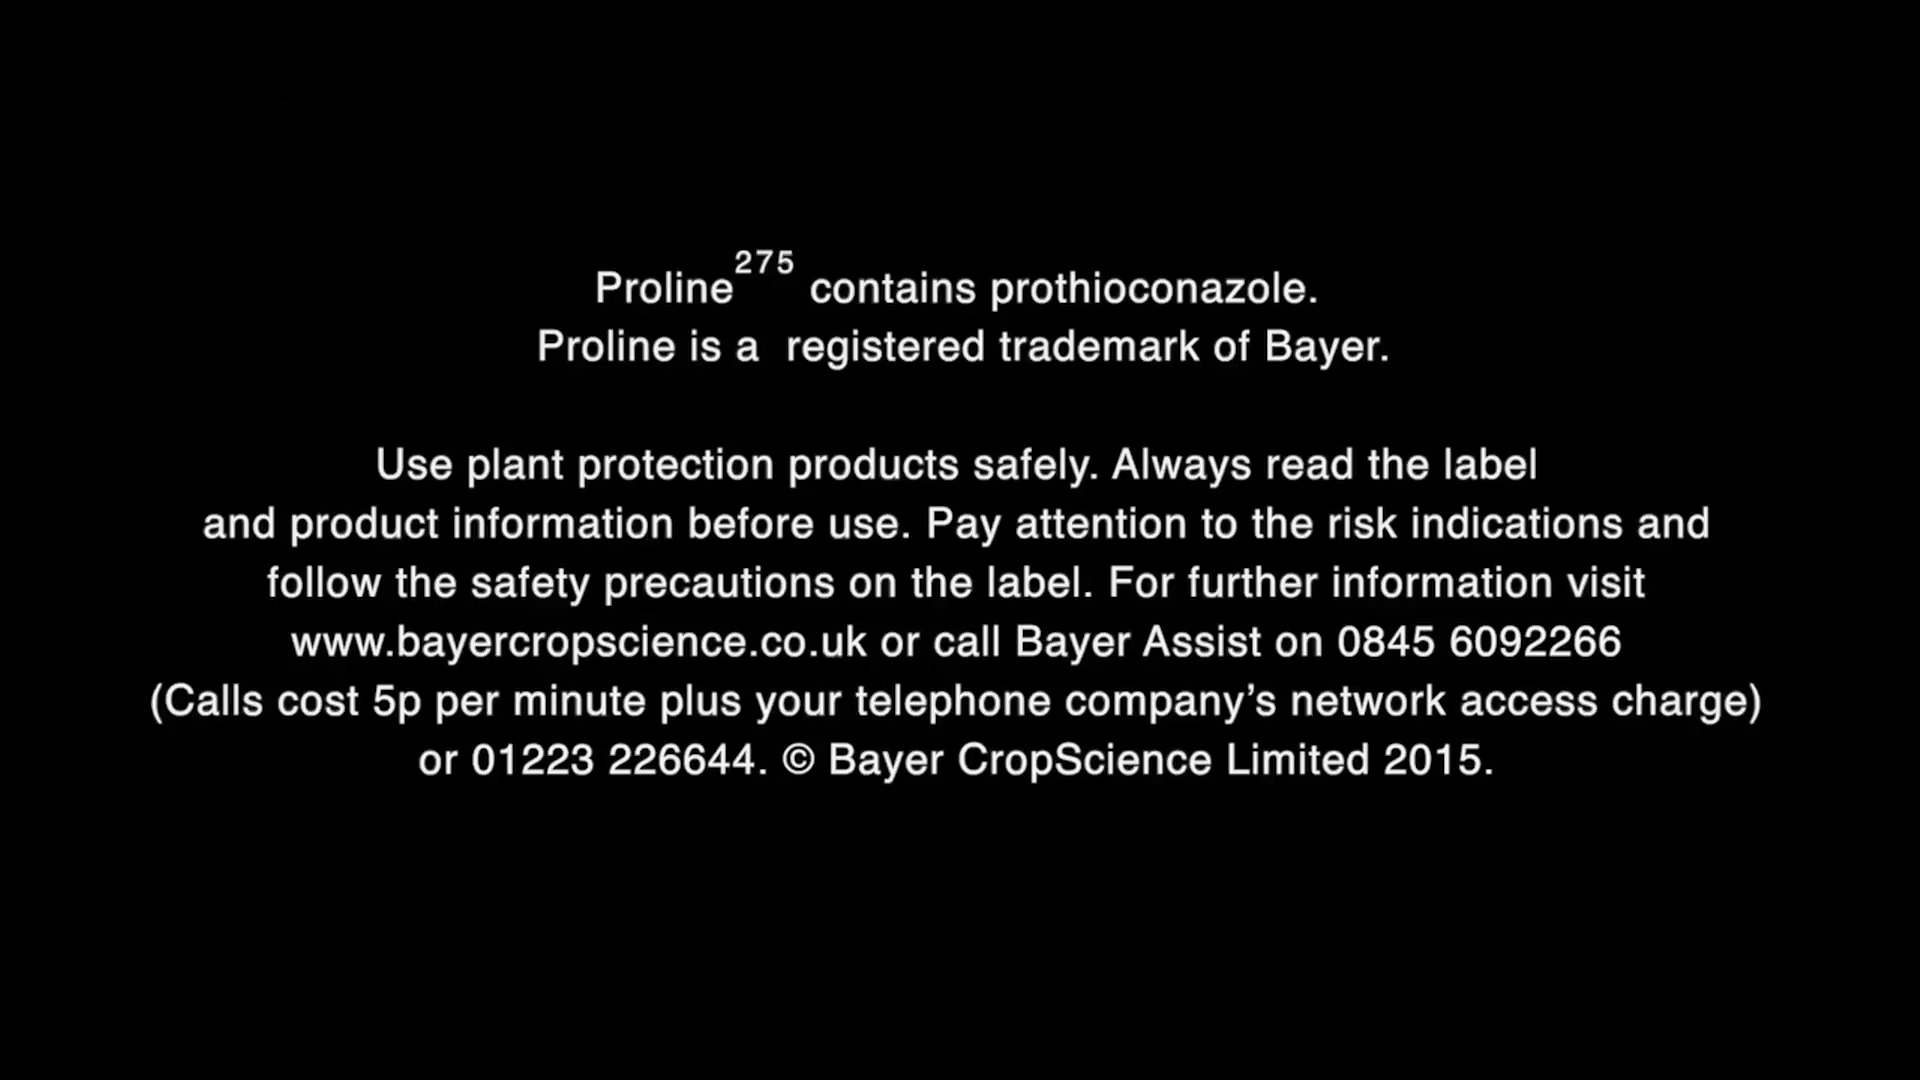 Proline²⁷⁵ contains prothioconazole.
Proline is a  registered trademark of Bayer.
Use plant protection products safely. Always read the label
and product information before use. Pay attention to the risk indications and
follow the safety precautions on the label. For further information visit
www.bayercropscience.co.uk or call Bayer Assist on 0845 6092266
(Calls cost 5p per minute plus your telephone company’s network access charge)
or 01223 226644. © Bayer CropScience Limited 2015.